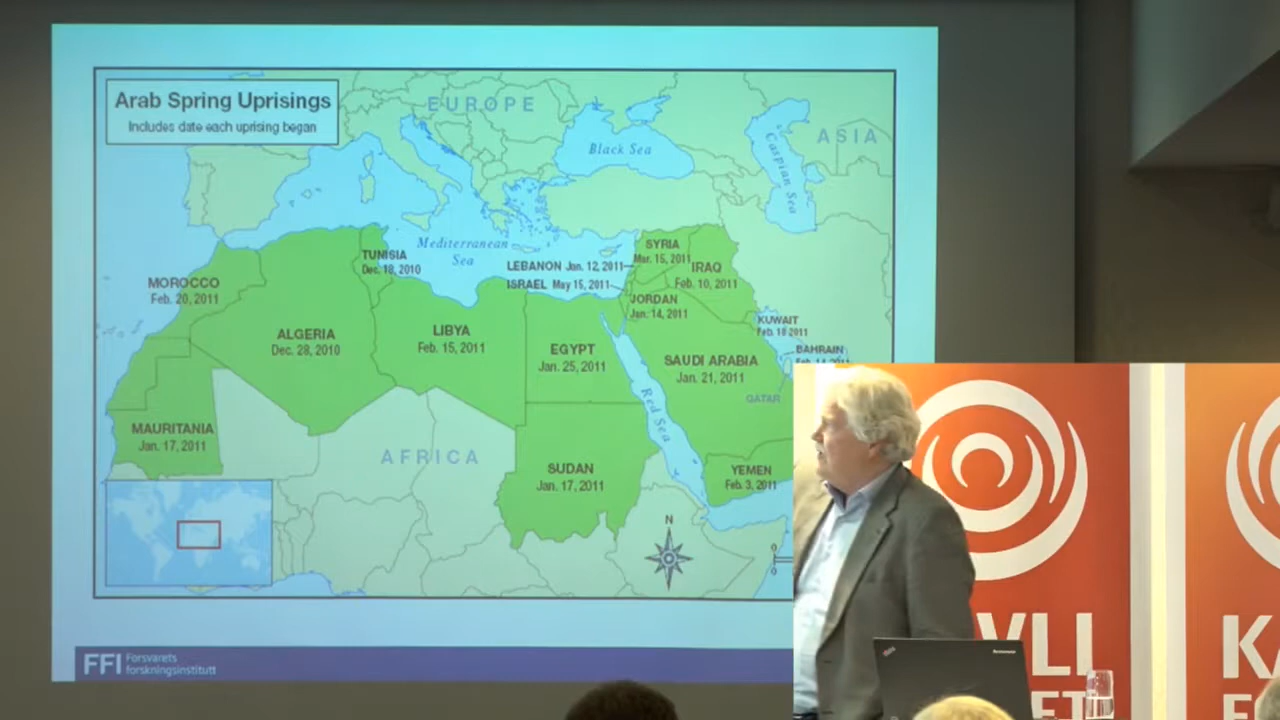 Arab Spring Uprisings
Includes date each uprising began
EUROPE
ASIA
Black Sea
Caspian Sea
Mediterranean
Sea
TUNISIA
Dec. 18, 2010
LEBANON Jan. 12, 2011
ISRAEL May 15, 2011
SYRIA
Mar. 15, 2011
IRAQ
Feb. 10, 2011
JORDAN
Jan. 14, 2011
MOROCCO
Feb. 20, 2011
ALGERIA
Dec. 28, 2010
LIBYA
Feb. 15, 2011
EGYPT
Jan. 25, 2011
SAUDI ARABIA
Jan. 21, 2011
KUWAIT
Feb. 18 2011
BAHRAIN
QATAR
Red Sea
MAURITANIA
Jan. 17, 2011
AFRICA
SUDAN
Jan. 17, 2011
YEMEN
Feb. 3, 2011
N
FFI Forsvarets
forskningsinstitutt
VLI
ET
KA